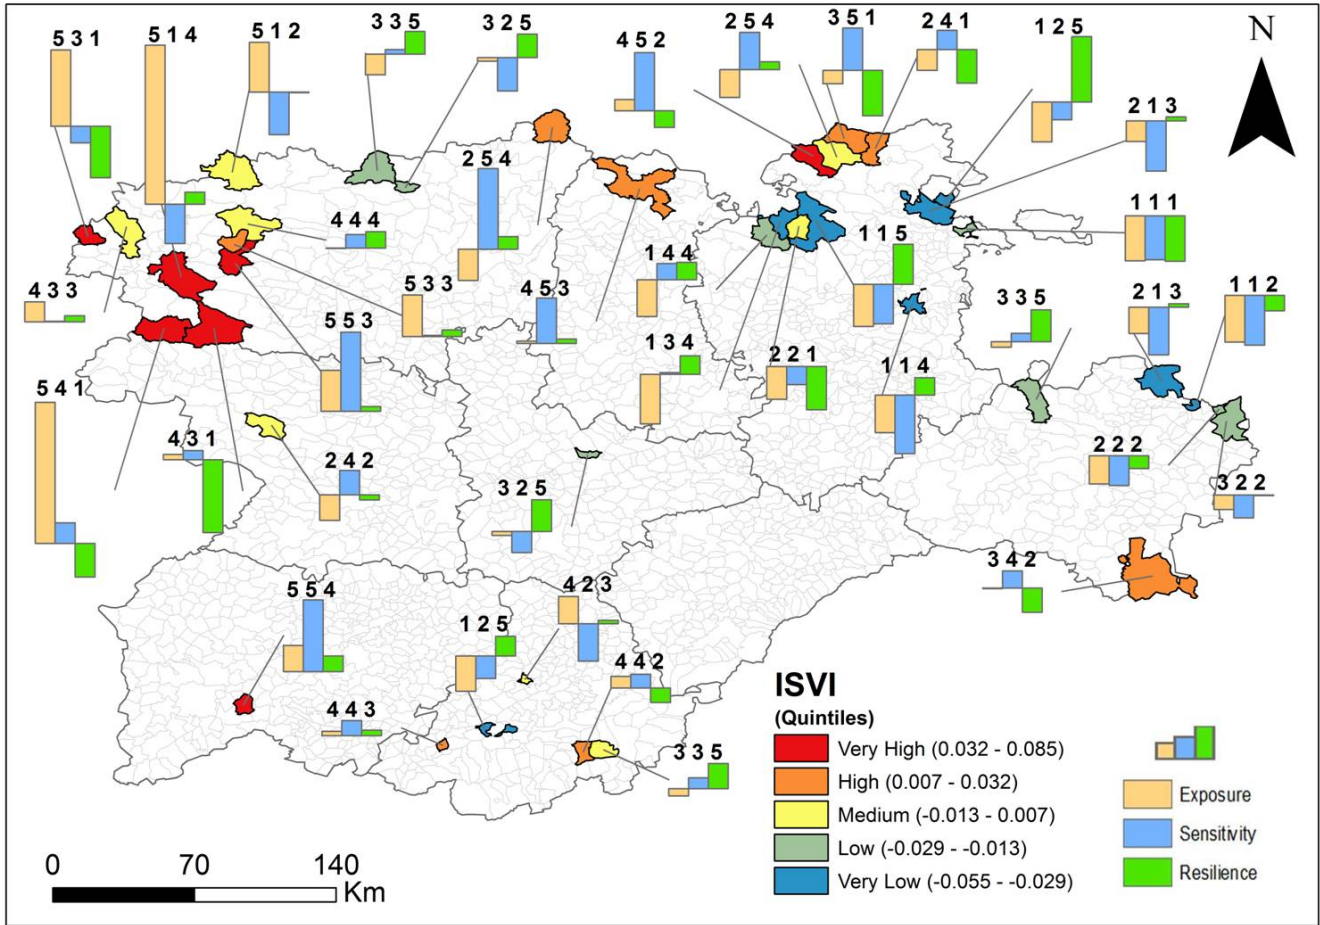 5 3 1
5 1 4
5 1 2
3 3 5
3 2 5
4 5 2
2 5 4
3 5 1
2 4 1
1 2 5
N
2 1 3
2 5 4
4 4 4
1 1 1
1 1 5
1 4 4
4 3 3
5 3 3
4 5 3
5 5 3
3 3 5
2 1 3
1 1 2
1 3 4
2 2 1
1 1 4
5 4 1
4 3 1
2 4 2
3 2 5
2 2 2
3 2 2
3 4 2
5 5 4
4 2 3
1 2 5
4 4 2
4 4 3
3 3 5
ISVI
(Quintiles)
Very High (0.032 - 0.085)
High (0.007 - 0.032)
Medium (-0.013 - 0.007)
Low (-0.029 - -0.013)
Very Low (-0.055 - -0.029)
Exposure
Sensitivity
Resilience
0 70 140
Km